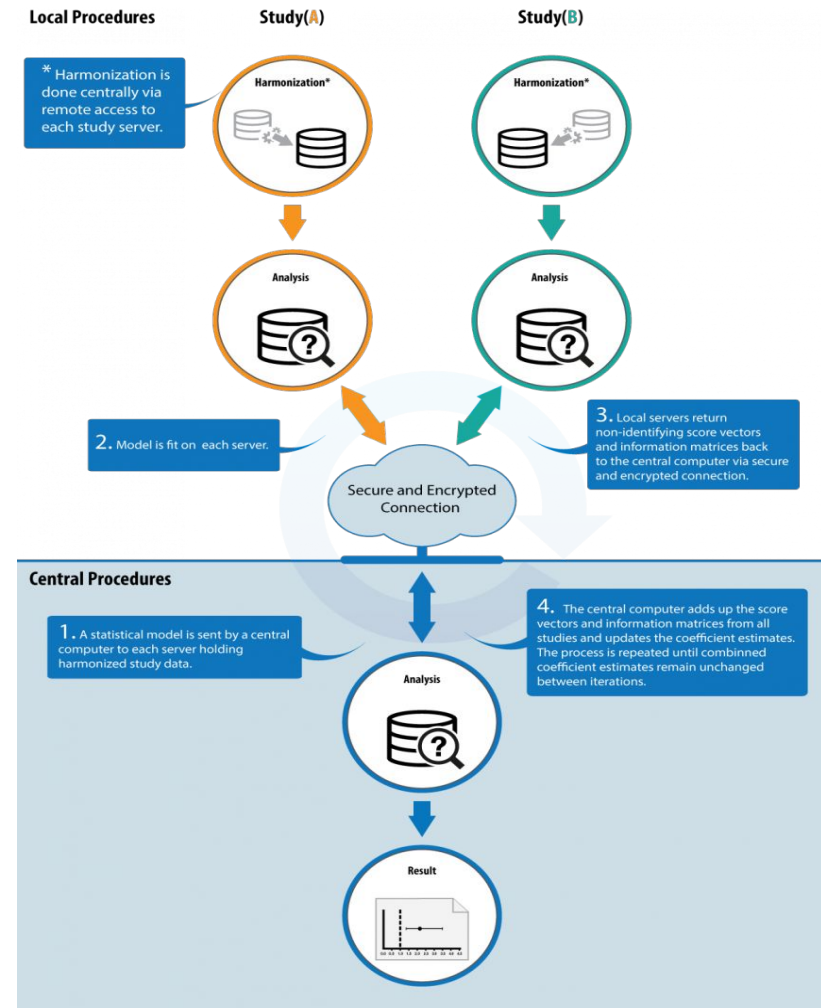 Local Procedures
Study(A)
Study(B)
* Harmonization is
done centrally via
remote access to
each study server.
Harmonization*
Harmonization*
Analysis
?
Analysis
?
2. Model is fit on each server.
3. Local servers return
non-identifying score vectors
and information matrices back
to the central computer via secure
and encrypted connection.
Secure and Encrypted
Connection
Central Procedures
1. A statistical model is sent by a central
computer to each server holding
harmonized study data.
4. The central computer adds up the score
vectors and information matrices from all
studies and updates the coefficient estimates.
The process is repeated until combinned
coefficient estimates remain unchanged
between iterations.
Analysis
?
Result